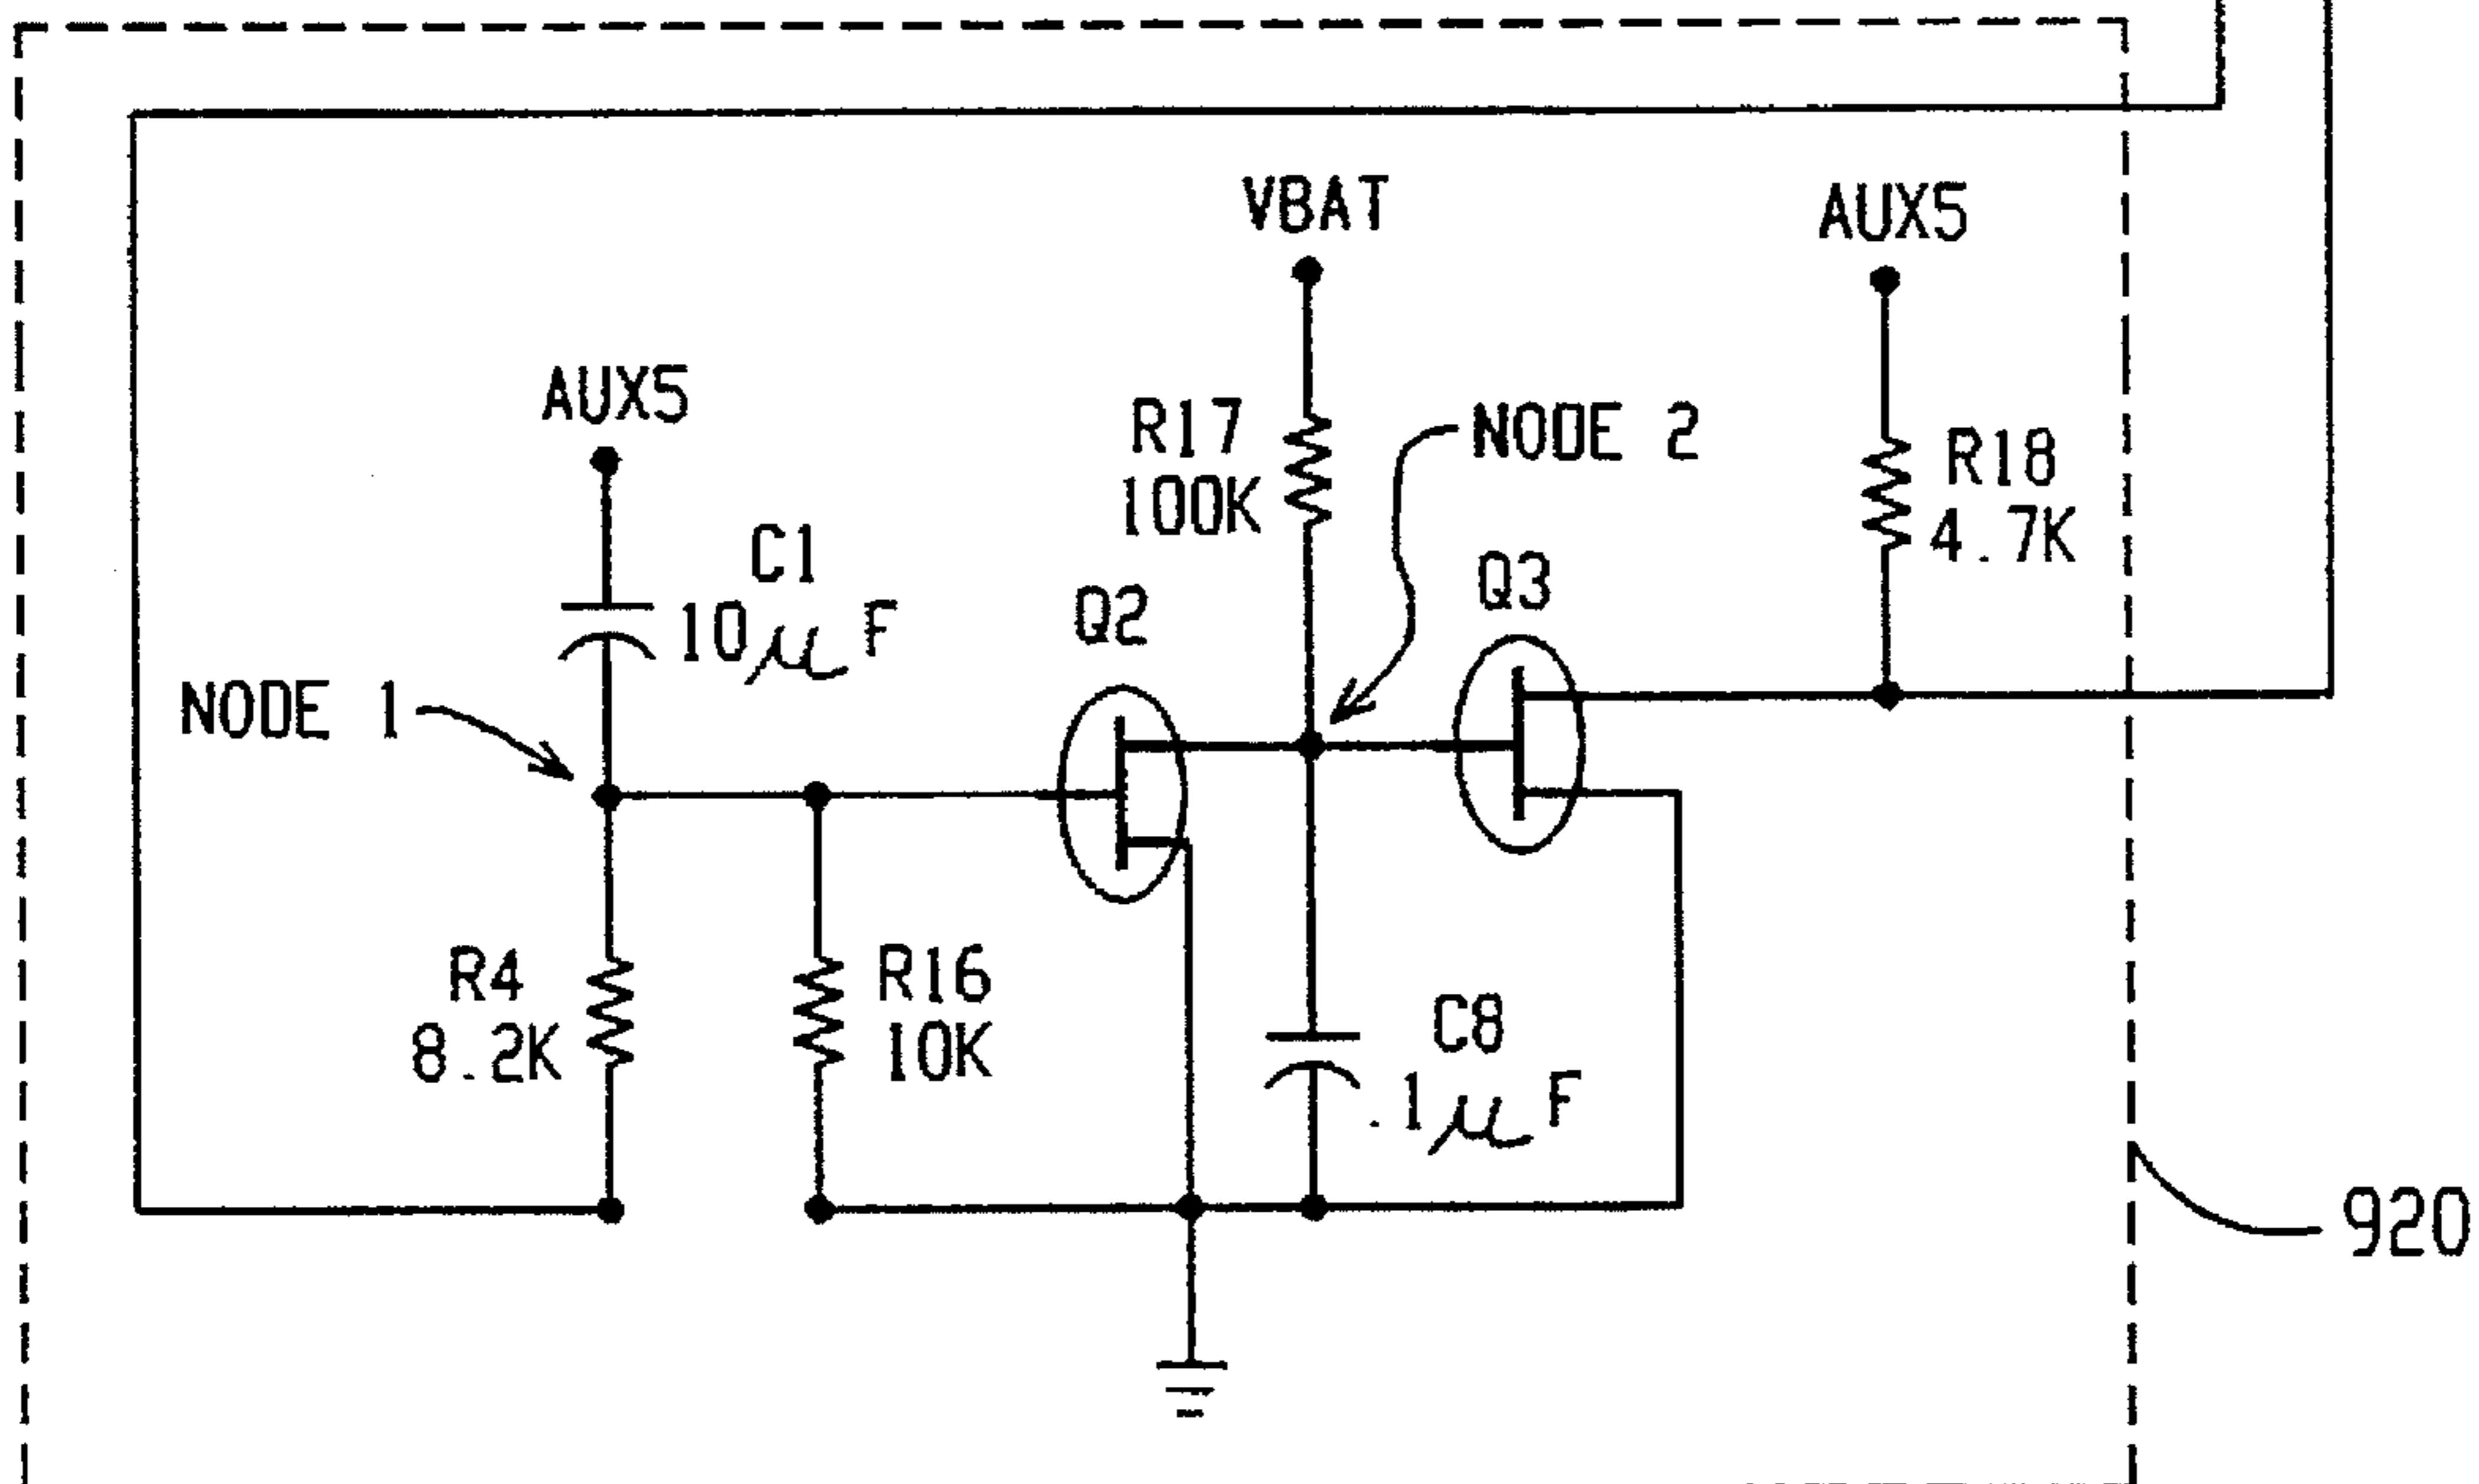 VBAT
AUX5
AUX5
R17
100K
NODE 2
R18
4.7K
C1
10μF
Q2
Q3
NODE 1
R4
8.2K
R16
10K
C8
.1μF
920